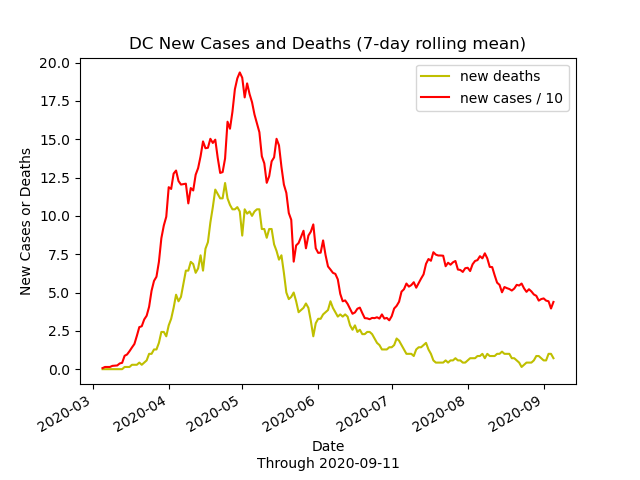 DC New Cases and Deaths (7-day rolling mean)
new deaths
new cases / 10
New Cases or Deaths
20.0
17.5
15.0
12.5
10.0
7.5
5.0
2.5
0.0
2020-03
2020-04
2020-05
2020-06
2020-07
2020-08
2020-09
Date
Through 2020-09-11